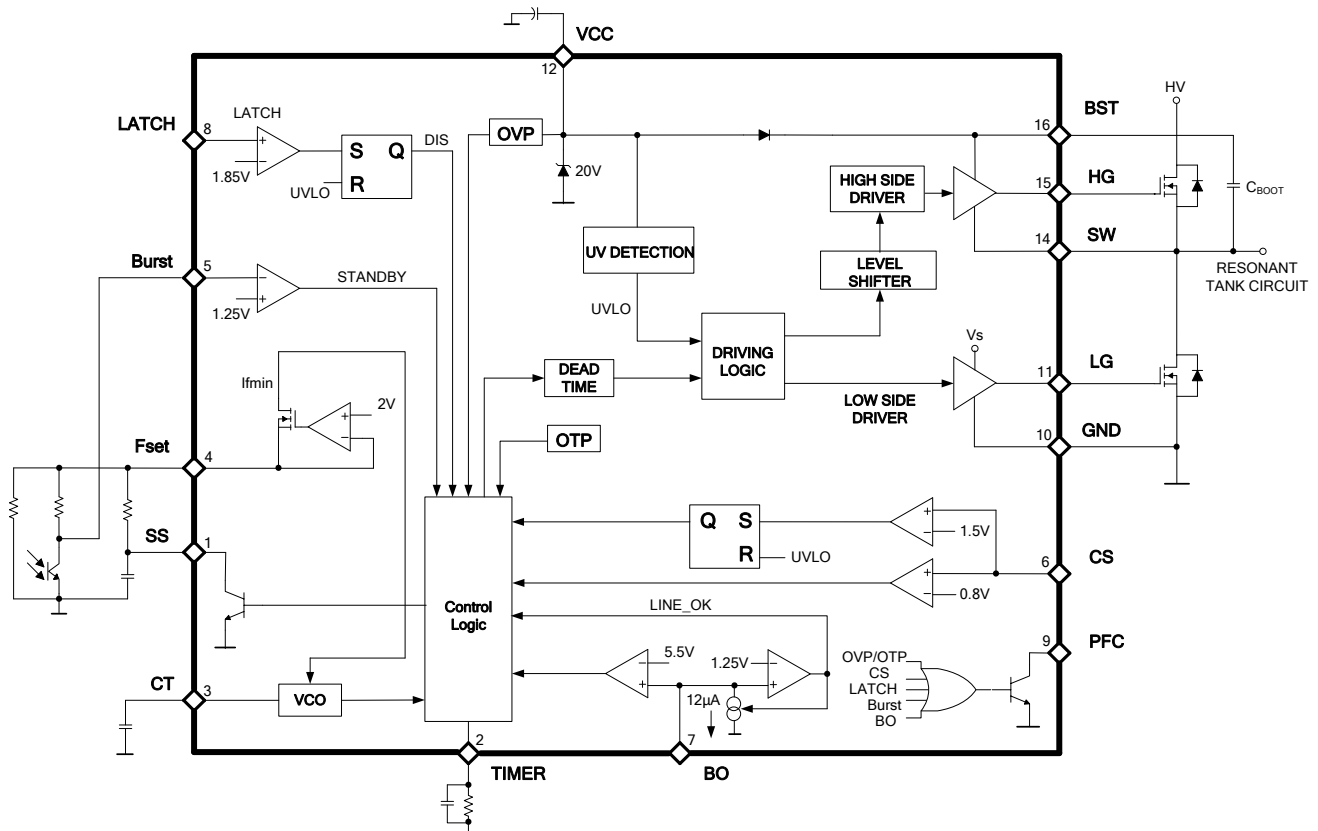 VCC
12
LATCH
8
LATCH
1.85V
UVLO
S Q
R
DIS
OVP
20V
16
BST
HV
HIGH SIDE
DRIVER
15
HG
CBOOT
14
SW
RESONANT
TANK CIRCUIT
UV DETECTION
LEVEL
SHIFTER
Burst
5
1.25V
STANDBY
UVLO
DRIVING
LOGIC
Vs
11
LG
LOW SIDE
DRIVER
10
GND
DEAD
TIME
Ifmin
2V
OTP
Fset
4
SS
1
Q S
R
UVLO
1.5V
0.8V
6
CS
Control
Logic
LINE_OK
5.5V
1.25V
12µA
9
PFC
OVP/OTP
CS
LATCH
Burst
BO
CT
3
VCO
2
TIMER
7
BO